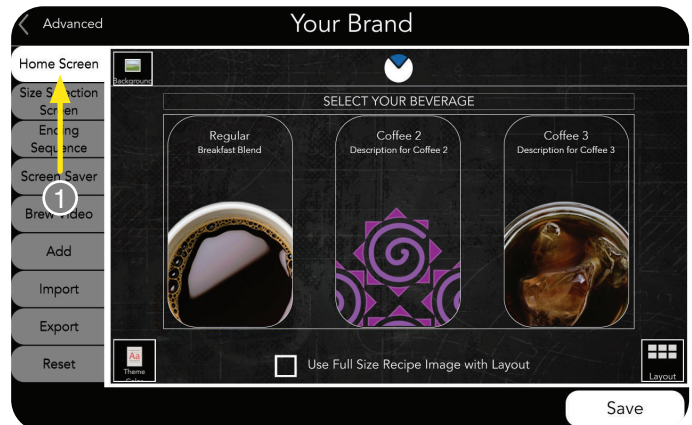 Advanced
Your Brand
Home Screen
Size Selection
Screen
Ending
Sequence
Screen Saver
Brew Video
Add
Import
Export
Reset
1
Background
SELECT YOUR BEVERAGE
Regular
Breakfast Blend
Coffee 2
Description for Coffee 2
Coffee 3
Description for Coffee 3
Aa
Theme
Color
Use Full Size Recipe Image with Layout
Layout
Save